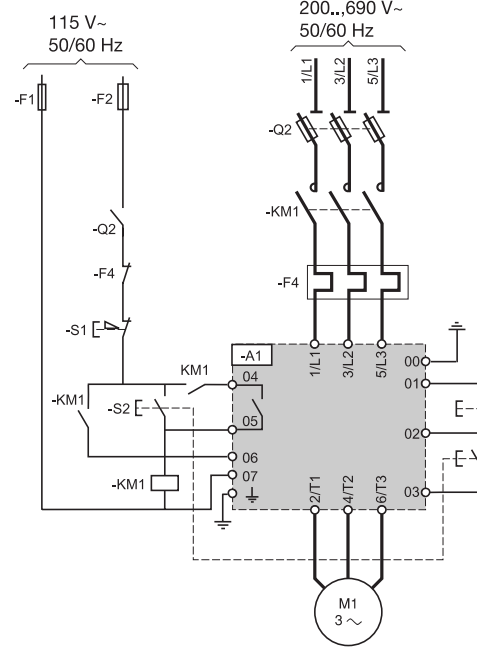 115 V~
50/60 Hz
200..,690 V~
50/60 Hz
-F1
-F2
1/L1
3/L2
5/L3
-Q2
-KM1
-F4
-Q2
-F4
-S1
-A1
1/L1
3/L2
5/L3
00
01
KM1
04
-KM1
-S2
05
02
06
07
-KM1
03
2/T1
4/T2
6/T3
M1
3 ~